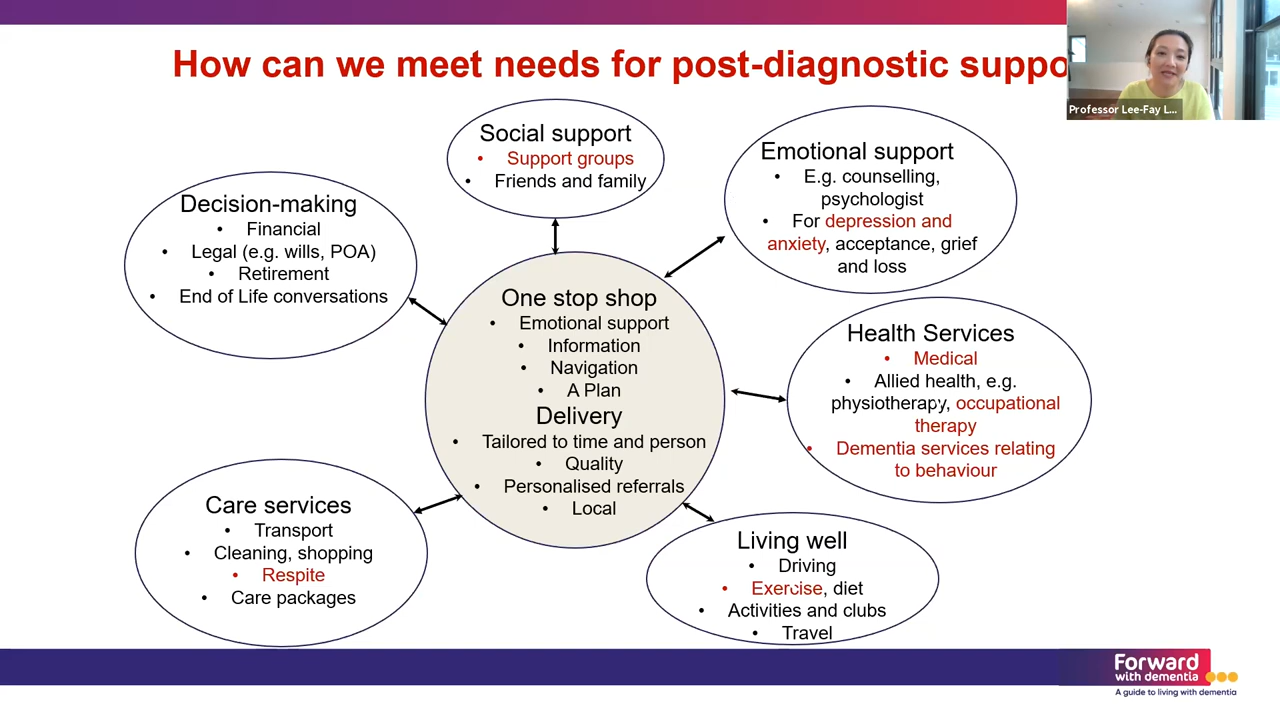 How can we meet needs for post-diagnostic suppo
Professor Lee-Fay L...
Social support
• Support groups
• Friends and family
Emotional support
• E.g. counselling,
psychologist
• For depression and
anxiety, acceptance, grief
and loss
Decision-making
• Financial
• Legal (e.g. wills, POA)
• Retirement
• End of Life conversations
One stop shop
• Emotional support
• Information
• Navigation
• A Plan
Delivery
• Tailored to time and person
• Quality
• Personalised referrals
• Local
Health Services
• Medical
• Allied health, e.g.
physiotherapy, occupational
therapy
• Dementia services relating
to behaviour
Care services
• Transport
• Cleaning, shopping
• Respite
• Care packages
Living well
• Driving
• Exercise, diet
• Activities and clubs
• Travel
Forward
with dementia
A guide to living with dementia